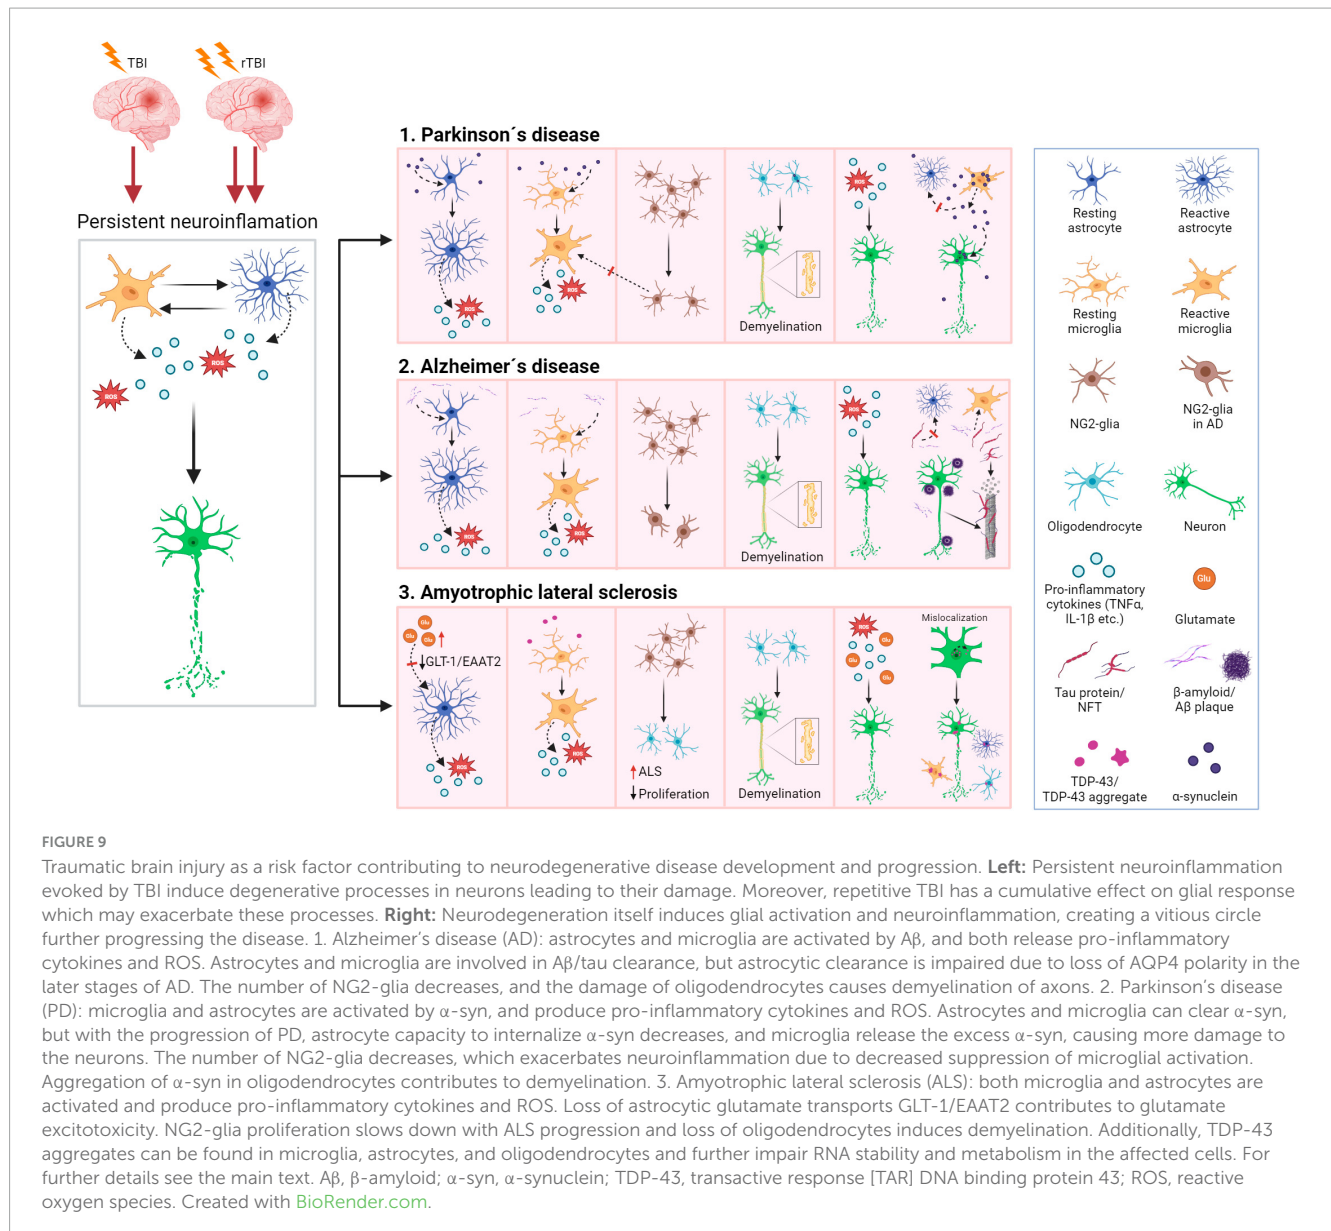 TBI
rTBI
Persistent neuroinflamation
ROS
ROS
1. Parkinson´s disease
ROS
ROS
Demyelination
ROS
2. Alzheimer´s disease
ROS
ROS
Demyelination
ROS
3. Amyotrophic lateral sclerosis
Glu
Glu
Glu
GLT-1/EAAT2
ROS
ROS
ALS
Proliferation
Demyelination
ROS
Glu
Glu
Glu
Mislocalization
Resting
astrocyte
Reactive
astrocyte
Resting
microglia
Reactive
microglia
NG2-glia
NG2-glia
in AD
Oligodendrocyte
Neuron
Pro-inflammatory
cytokines (TNFα,
IL-1β etc.)
Glu
Glutamate
Tau protein/
NFT
β-amyloid/
Aβ plaque
TDP-43/
TDP-43 aggregate
α-synuclein
FIGURE 9
Traumatic brain injury as a risk factor contributing to neurodegenerative disease development and progression. Left: Persistent neuroinflammation
evoked by TBI induce degenerative processes in neurons leading to their damage. Moreover, repetitive TBI has a cumulative effect on glial response
which may exacerbate these processes. Right: Neurodegeneration itself induces glial activation and neuroinflammation, creating a vitious circle
further progressing the disease. 1. Alzheimer's disease (AD): astrocytes and microglia are activated by Aβ, and both release pro-inflammatory
cytokines and ROS. Astrocytes and microglia are involved in Aβ/tau clearance, but astrocytic clearance is impaired due to loss of AQP4 polarity in the
later stages of AD. The number of NG2-glia decreases, and the damage of oligodendrocytes causes demyelination of axons. 2. Parkinson's disease
(PD): microglia and astrocytes are activated by α-syn, and produce pro-inflammatory cytokines and ROS. Astrocytes and microglia can clear α-syn,
but with the progression of PD, astrocyte capacity to internalize α-syn decreases, and microglia release the excess α-syn, causing more damage to
the neurons. The number of NG2-glia decreases, which exacerbates neuroinflammation due to decreased suppression of microglial activation.
Aggregation of α-syn in oligodendrocytes contributes to demyelination. 3. Amyotrophic lateral sclerosis (ALS): both microglia and astrocytes are
activated and produce pro-inflammatory cytokines and ROS. Loss of astrocytic glutamate transports GLT-1/EAAT2 contributes to glutamate
excitotoxicity. NG2-glia proliferation slows down with ALS progression and loss of oligodendrocytes induces demyelination. Additionally, TDP-43
aggregates can be found in microglia, astrocytes, and oligodendrocytes and further impair RNA stability and metabolism in the affected cells. For
further details see the main text. Aβ, β-amyloid; α-syn, α-synuclein; TDP-43, transactive response [TAR] DNA binding protein 43; ROS, reactive
oxygen species. Created with BioRender.com.